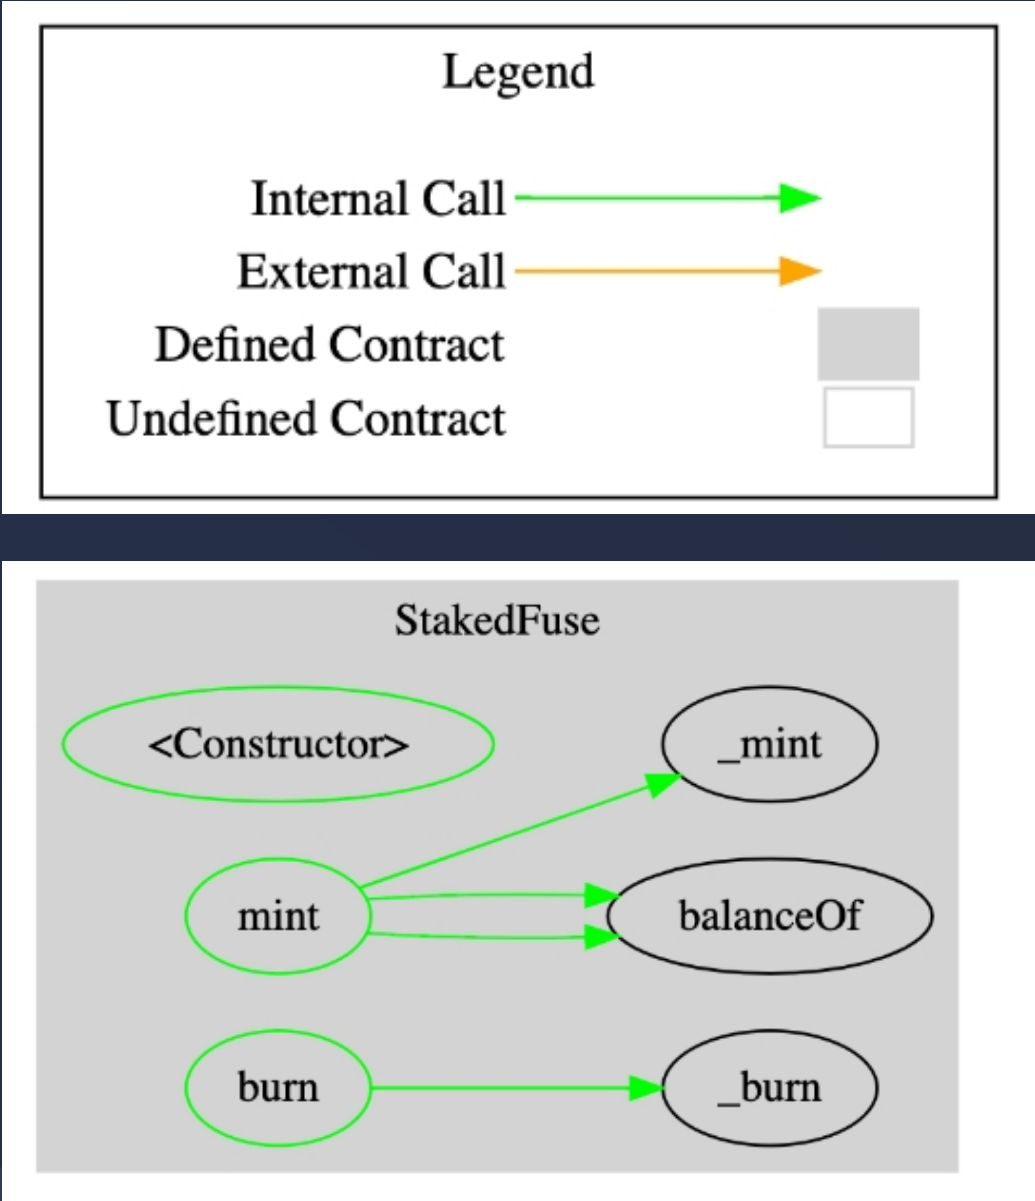 Legend
Internal Call
External Call
Defined Contract
Undefined Contract
StakedFuse
<Constructor>
_mint
mint
balanceOf
burn
_burn